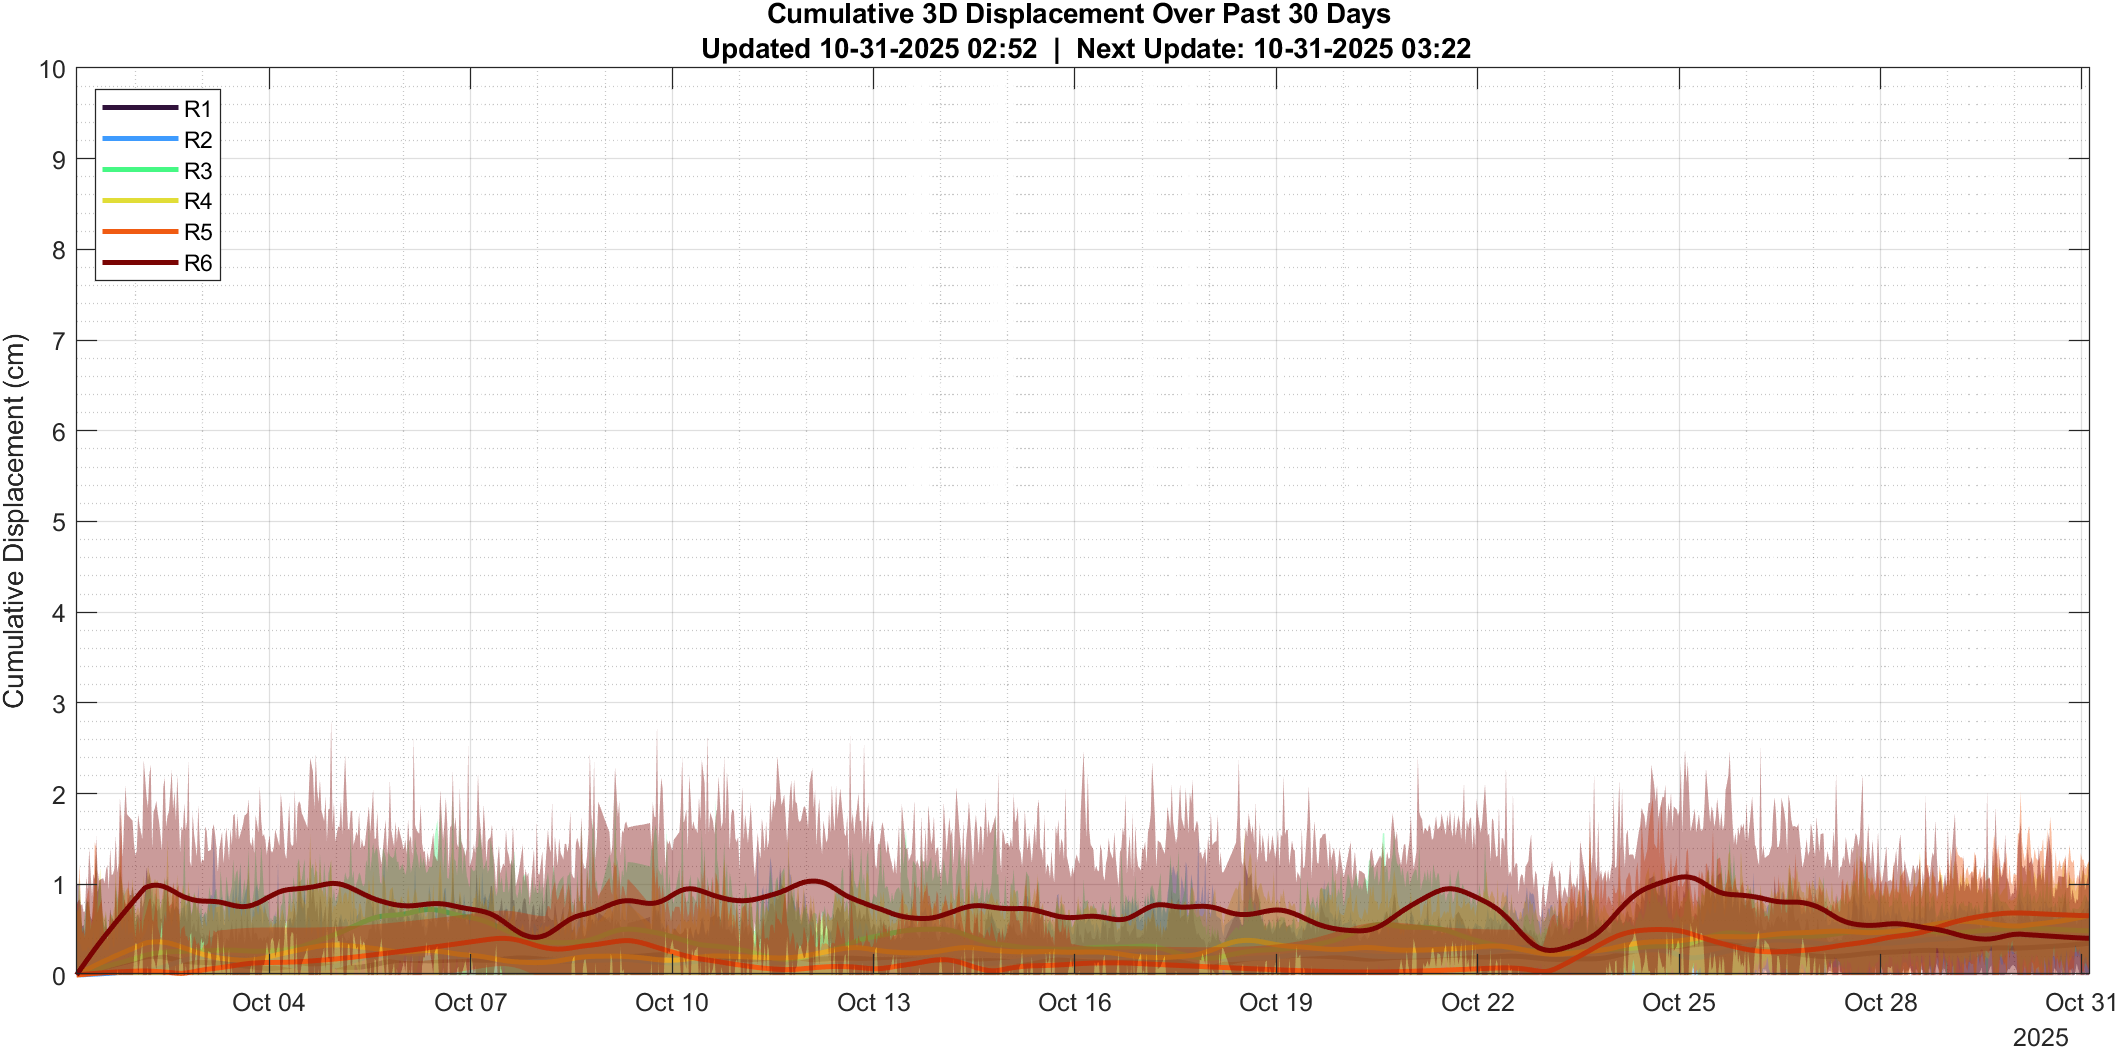 Cumulative 3D Displacement Over Past 30 Days
Updated 10-31-2025 02:52 | Next Update: 10-31-2025 03:22
Cumulative Displacement (cm)
10
9
8
7
6
5
4
3
2
1
0
R1
R2
R3
R4
R5
R6
Oct 04 Oct 07 Oct 10 Oct 13 Oct 16 Oct 19 Oct 22 Oct 25 Oct 28 Oct 31
2025